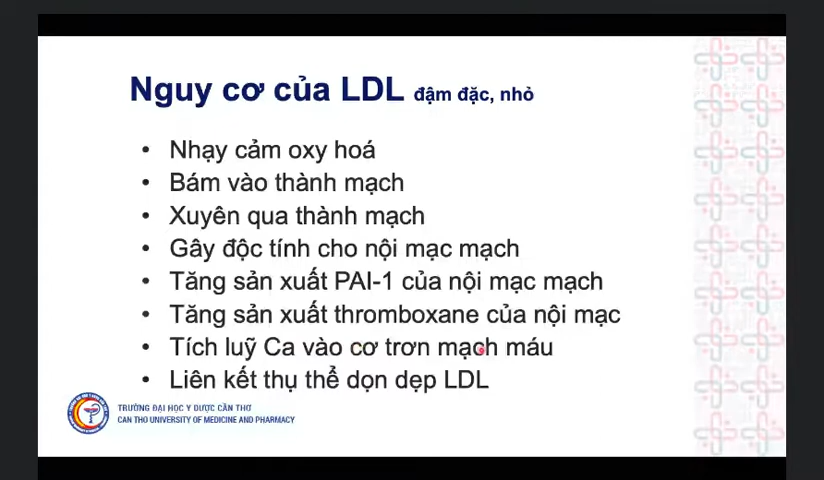 Nguy cơ của LDL đậm đặc, nhỏ
• Nhạy cảm oxy hoá
• Bám vào thành mạch
• Xuyên qua thành mạch
• Gây độc tính cho nội mạc mạch
• Tăng sản xuất PAI-1 của nội mạc mạch
• Tăng sản xuất thromboxane của nội mạc
• Tích luỹ Ca vào cơ trơn mạch máu
• Liên kết thụ thể dọn dẹp LDL
TRƯỜNG ĐẠI HỌC Y DƯỢC CẦN THƠ
CAN THO UNIVERSITY OF MEDICINE AND PHARMACY